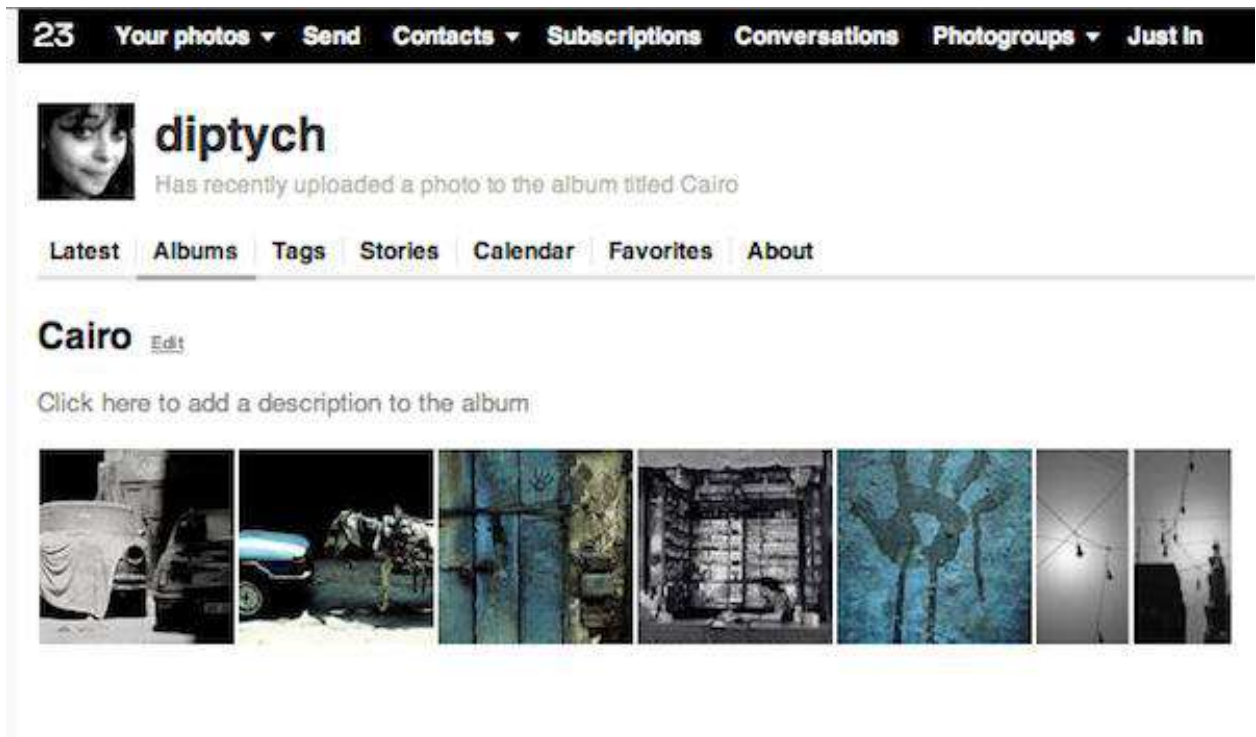 23 Your photos Send Contacts Subscriptions Conversations Photogroups Just In
diptych
Has recently uploaded a photo to the album titled Cairo
Latest Albums Tags Stories Calendar Favorites About
Cairo Edit
Click here to add a description to the album